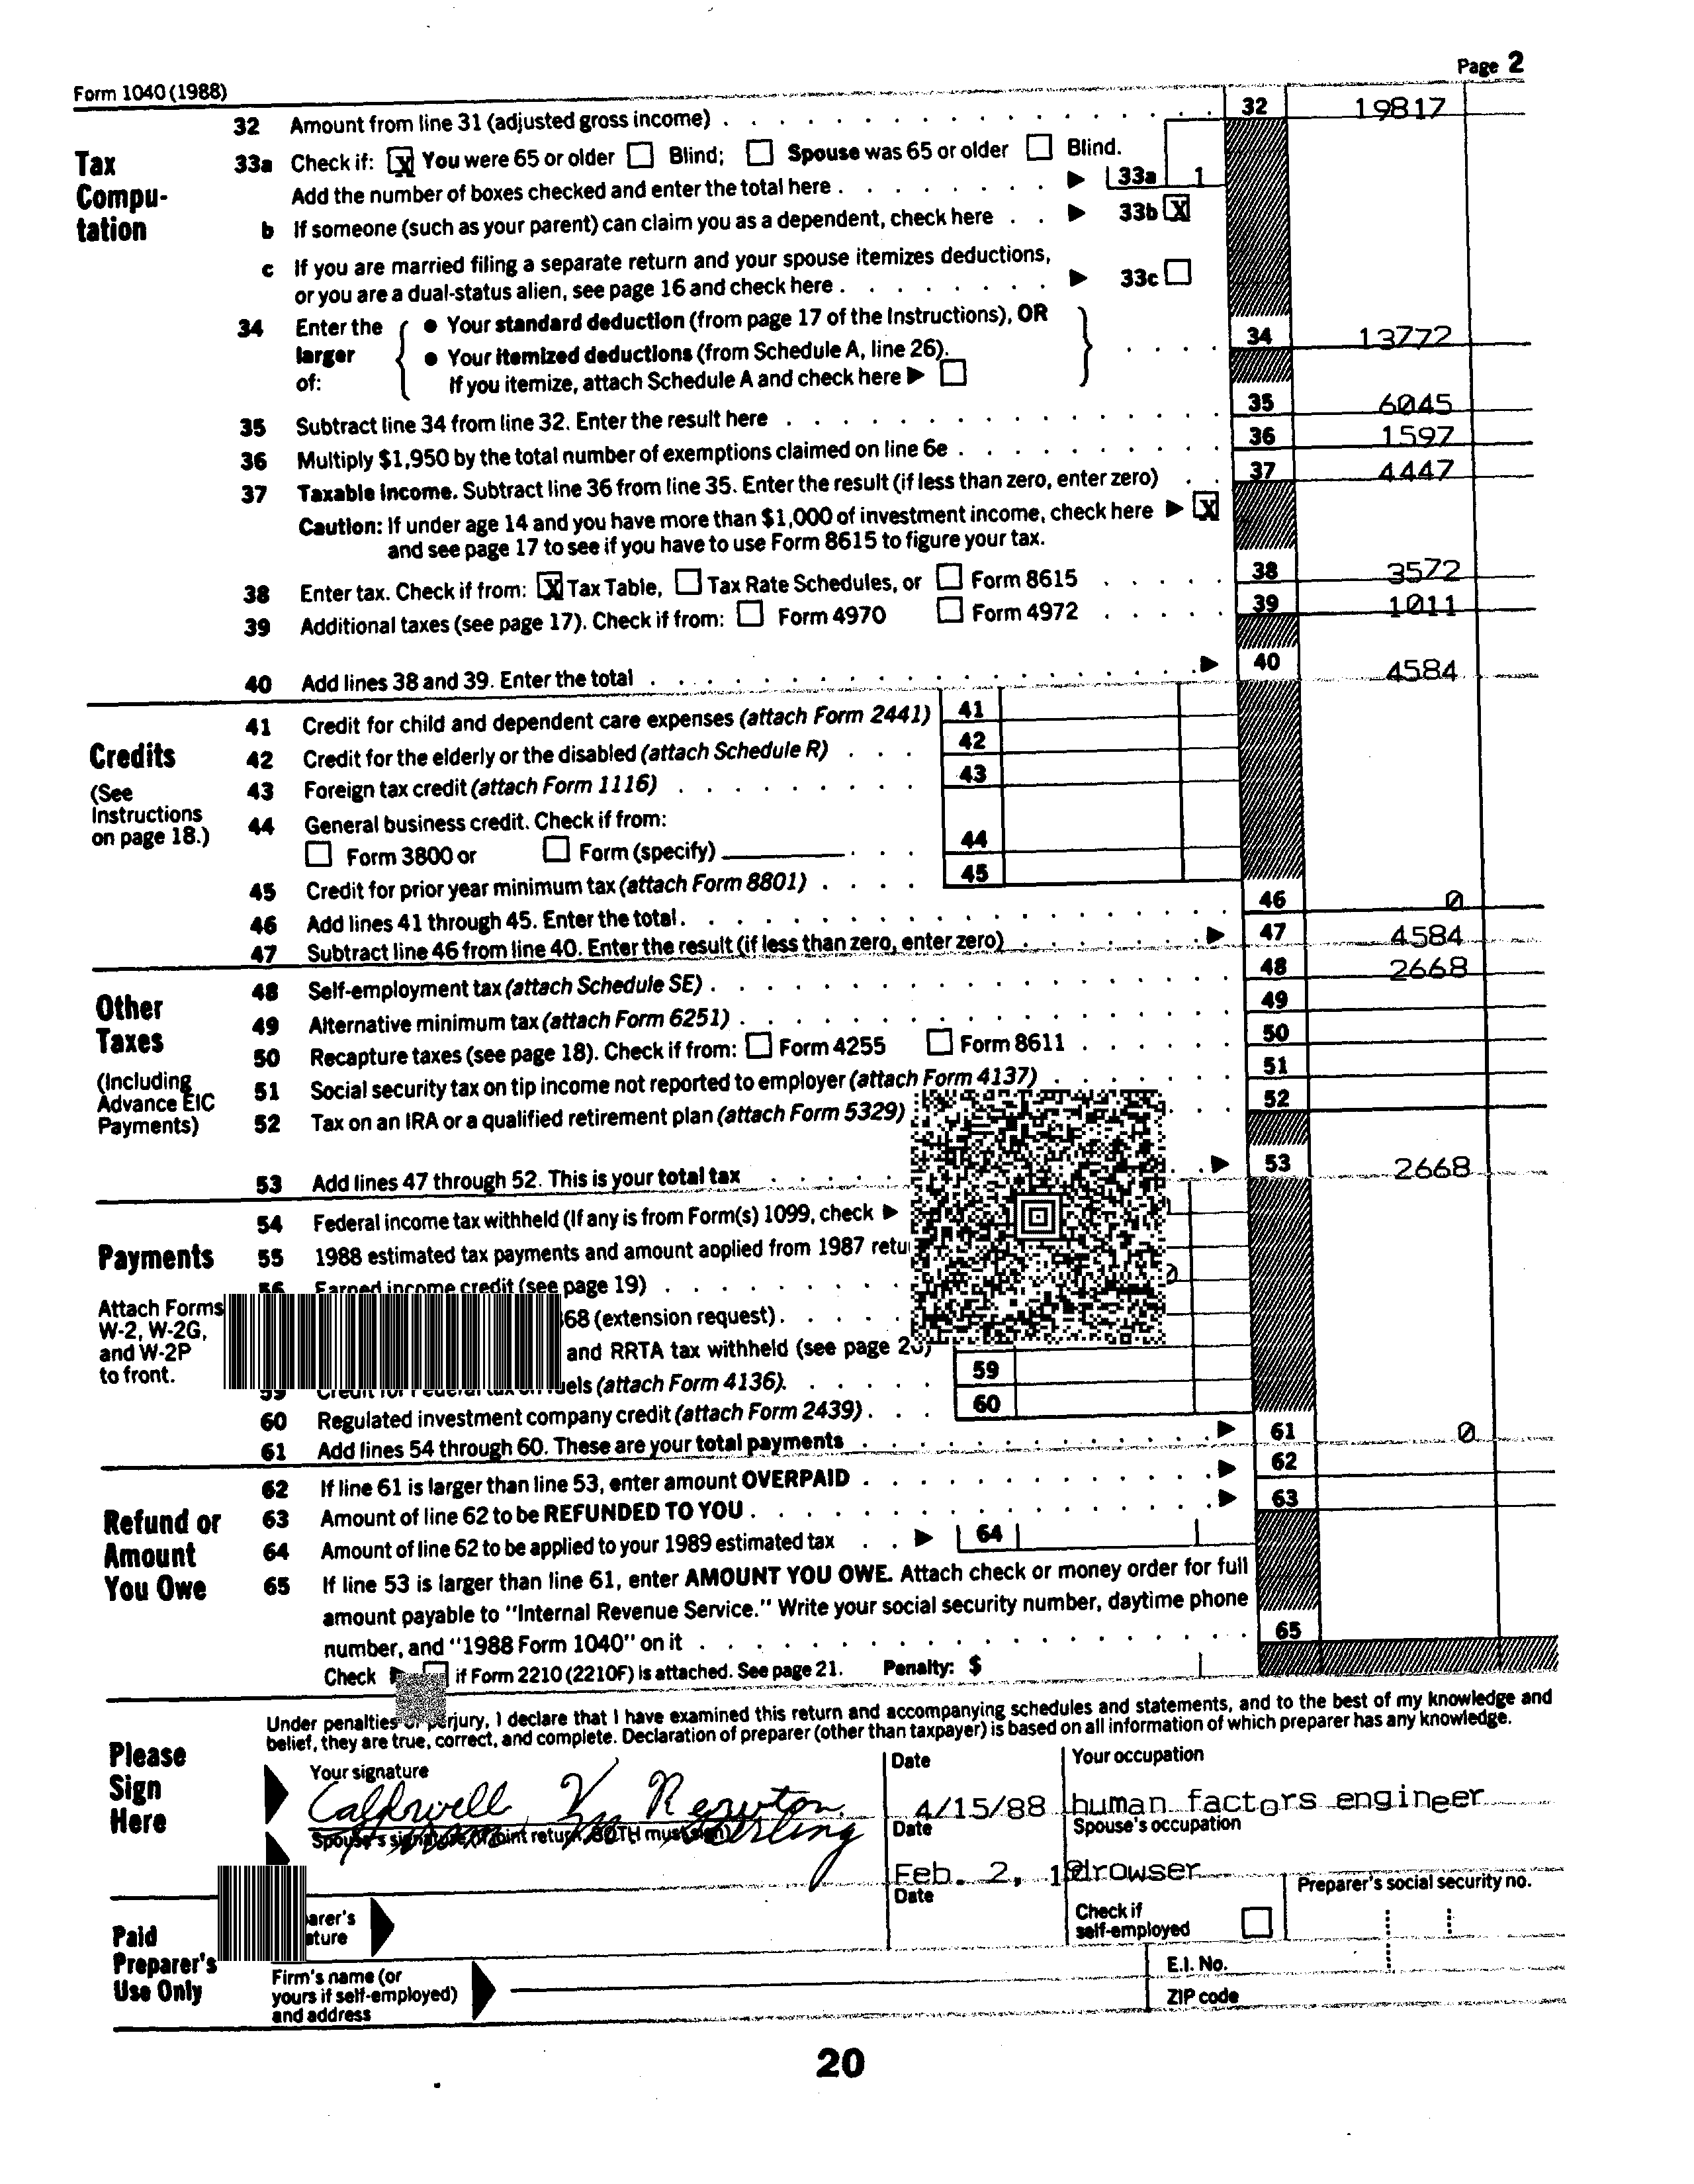 Form 1040 (1988)
Page 2
32 Amount from line 31 (adjusted gross income) 32 19817
Tax Compu-tation
33a Check if: X You were 65 or older Blind; Spouse was 65 or older Blind.
Add the number of boxes checked and enter the total here 33a 1
b If someone (such as your parent) can claim you as a dependent, check here 33b X
c If you are married filing a separate return and your spouse itemizes deductions,
or you are a dual-status alien, see page 16 and check here 33c
34 Enter the larger of:
• Your standard deduction (from page 17 of the Instructions), OR
• Your itemized deductions (from Schedule A, line 26).
If you itemize, attach Schedule A and check here
34 13772
35 Subtract line 34 from line 32. Enter the result here 35 6045
36 Multiply $1,950 by the total number of exemptions claimed on line 6e 36 1597
37 Taxable income. Subtract line 36 from line 35. Enter the result (if less than zero, enter zero) 37 4447
Caution: If under age 14 and you have more than $1,000 of investment income, check here X
and see page 17 to see if you have to use Form 8615 to figure your tax.
38 Enter tax. Check if from: X Tax Table, Tax Rate Schedules, or Form 8615 38 3572
39 Additional taxes (see page 17). Check if from: Form 4970 Form 4972 39 1011
40 Add lines 38 and 39. Enter the total 40 4584
Credits
(See Instructions on page 18.)
41 Credit for child and dependent care expenses (attach Form 2441) 41
42 Credit for the elderly or the disabled (attach Schedule R) 42
43 Foreign tax credit (attach Form 1116) 43
44 General business credit. Check if from:
Form 3800 or Form (specify) 44
45 Credit for prior year minimum tax (attach Form 8801) 45
46 Add lines 41 through 45. Enter the total. 46 0
47 Subtract line 46 from line 40. Enter the result (if less than zero, enter zero) 47 4584
Other Taxes
(Including Advance EIC Payments)
48 Self-employment tax (attach Schedule SE) 48 2668
49 Alternative minimum tax (attach Form 6251) 49
50 Recapture taxes (see page 18). Check if from: Form 4255 Form 8611 50
51 Social security tax on tip income not reported to employer (attach Form 4137) 51
52 Tax on an IRA or a qualified retirement plan (attach Form 5329) 52
53 Add lines 47 through 52. This is your total tax 53 2668
Payments
Attach Forms W-2, W-2G, and W-2P to front.
54 Federal income tax withheld (If any is from Form(s) 1099, check
55 1988 estimated tax payments and amount applied from 1987
56 Earned income credit (see page 19)
68 (extension request).
and RRTA tax withheld (see page
59 (attach Form 4136). 59
60 Regulated investment company credit (attach Form 2439) 60
61 Add lines 54 through 60. These are your total payments 61 0
Refund or Amount You Owe
62 If line 61 is larger than line 53, enter amount OVERPAID 62
63 Amount of line 62 to be REFUNDED TO YOU 63
64 Amount of line 62 to be applied to your 1989 estimated tax 64
65 If line 53 is larger than line 61, enter AMOUNT YOU OWE. Attach check or money order for full
amount payable to "Internal Revenue Service." Write your social security number, daytime phone
number, and "1988 Form 1040" on it 65
Check if Form 2210 (2210F) is attached. See page 21. Penalty: $
Please Sign Here
Under penalties of perjury, I declare that I have examined this return and accompanying schedules and statements, and to the best of my knowledge and
belief, they are true, correct, and complete. Declaration of preparer (other than taxpayer) is based on all information of which preparer has any knowledge.
Your signature Date Your occupation
Caldwell V Newton 4/15/88 human factors engineer
Spouse's signature (if joint return, BOTH must sign) Date Spouse's occupation
Sterling Feb. 2, drowser
Paid Preparer's Use Only
Date
Check if self-employed
Preparer's social security no.
Firm's name (or yours if self-employed) and address
E.I. No.
ZIP code
20